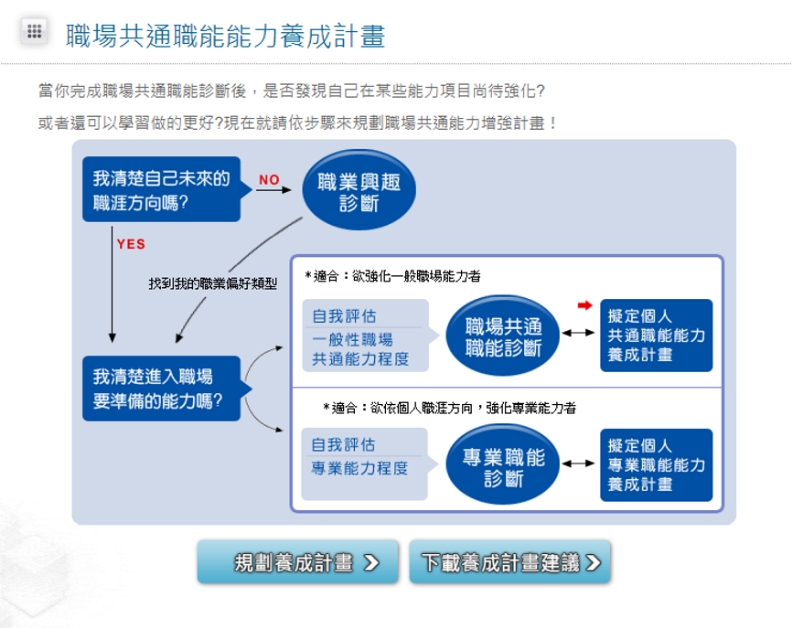 職場共通職能能力養成計畫
當你完成職場共通職能診斷後，是否發現自己在某些能力項目尚待強化?
或者還可以學習做的更好?現在就請依步驟來規劃職場共通能力增強計畫！
我清楚自己未來的
職涯方向嗎?
NO
職業興趣
診斷
YES
找到我的職業偏好類型
*適合：欲強化一般職場能力者
自我評估
一般性職場
共通能力程度
職場共通
職能診斷
擬定個人
共通職能能力
養成計畫
我清楚進入職場
要準備的能力嗎?
*適合：欲依個人職涯方向，強化專業能力者
自我評估
專業能力程度
專業職能
診斷
擬定個人
專業職能能力
養成計畫
規劃養成計畫
下載養成計畫建議